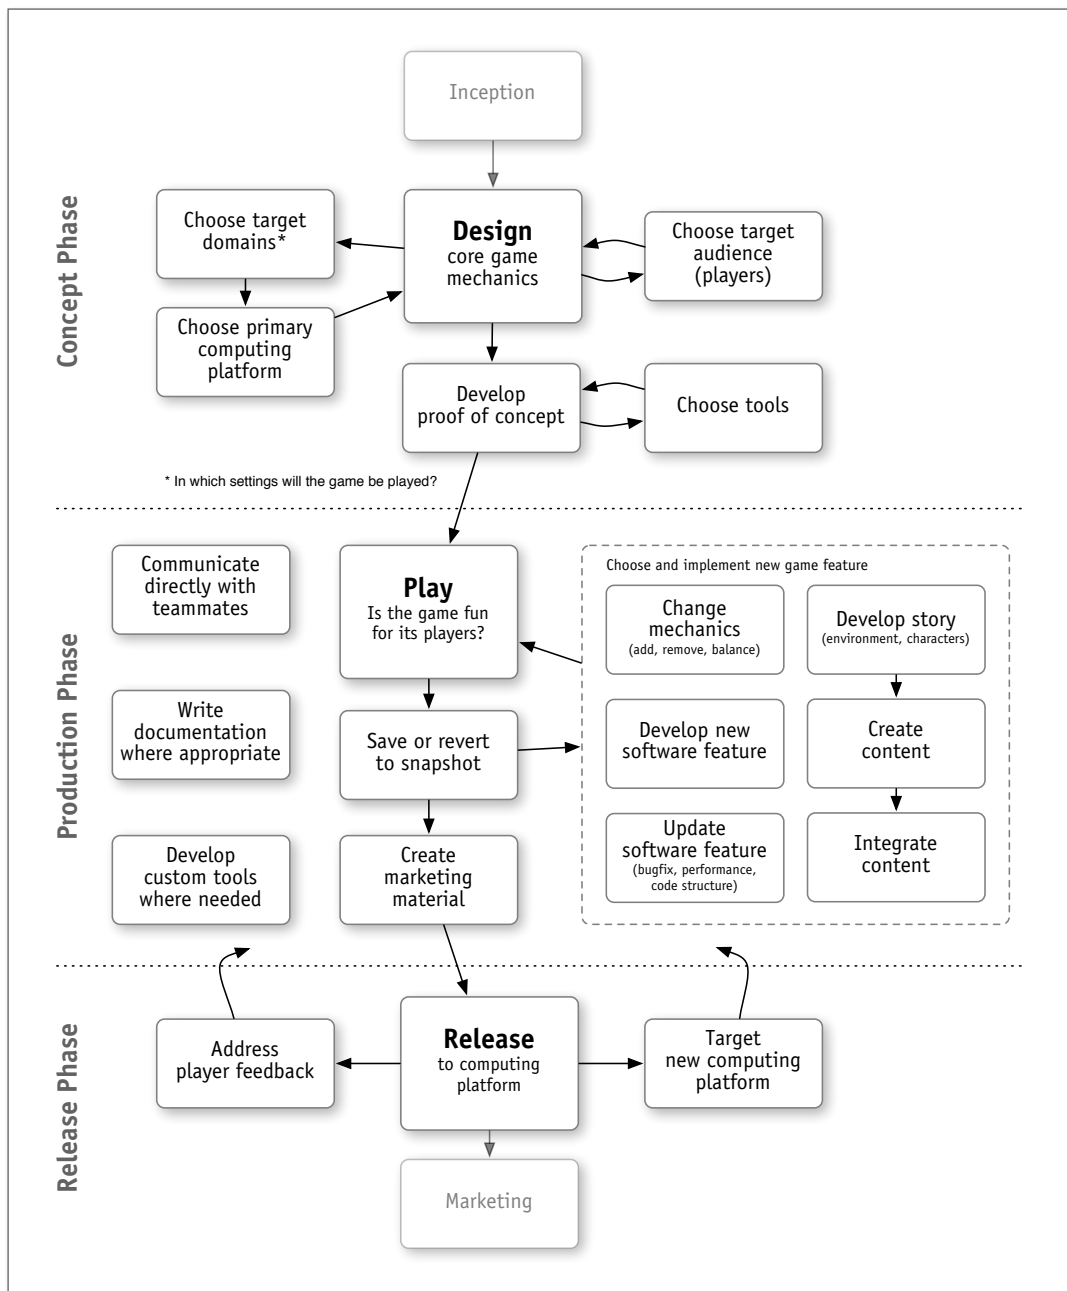 Inception
Concept Phase
Choose target
domains*
Design
core game
mechanics
Choose target
audience
(players)
Choose primary
computing
platform
Develop
proof of concept
Choose tools
* In which settings will the game be played?
Production Phase
Communicate
directly with
teammates
Play
Is the game fun
for its players?
Choose and implement new game feature
Change
mechanics
(add, remove, balance)
Develop story
(environment, characters)
Write
documentation
where appropriate
Save or revert
to snapshot
Develop new
software feature
Create
content
Develop
custom tools
where needed
Create
marketing
material
Update
software feature
(bugfix, performance,
code structure)
Integrate
content
Release Phase
Address
player feedback
Release
to computing
platform
Target
new computing
platform
Marketing